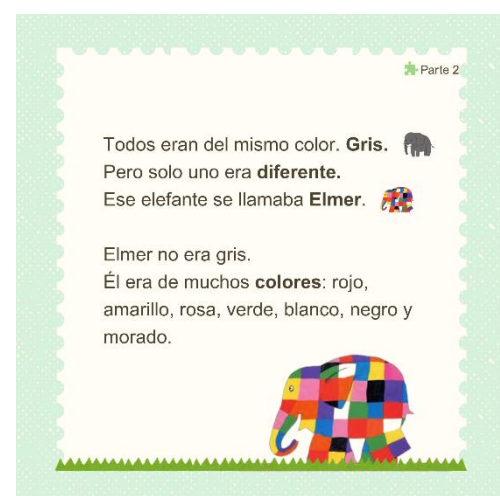 Parte 2
Todos eran del mismo color. Gris.
Pero solo uno era diferente.
Ese elefante se llamaba Elmer.
Elmer no era gris.
Él era de muchos colores: rojo,
amarillo, rosa, verde, blanco, negro y
morado.